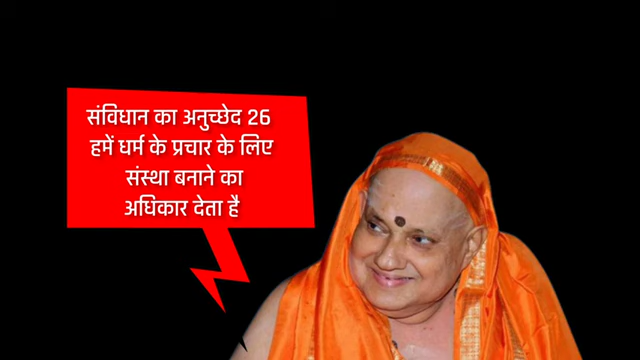 संविधान का अनुच्छेद 26
हमें धर्म के प्रचार के लिए
संस्था बनाने का
अधिकार देता है